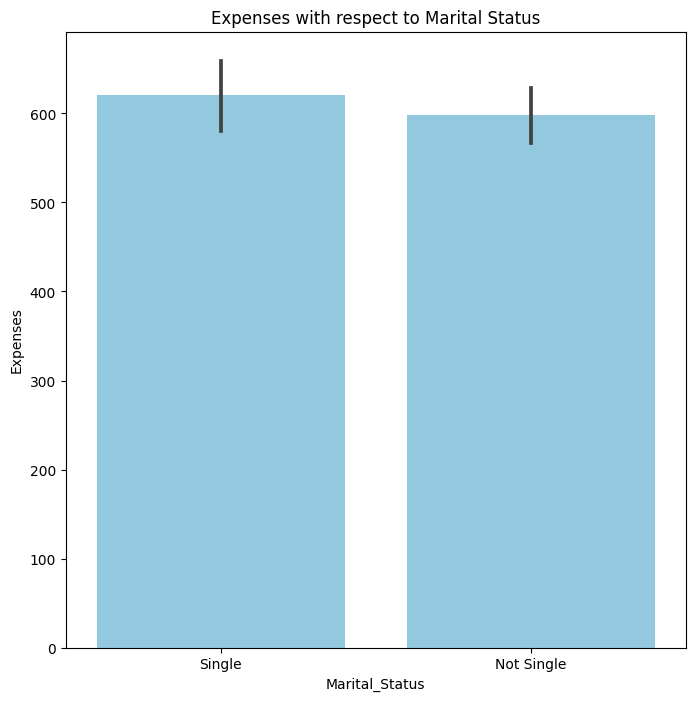 Expenses with respect to Marital Status
Expenses
600
500
400
300
200
100
0
Single
Not Single
Marital_Status